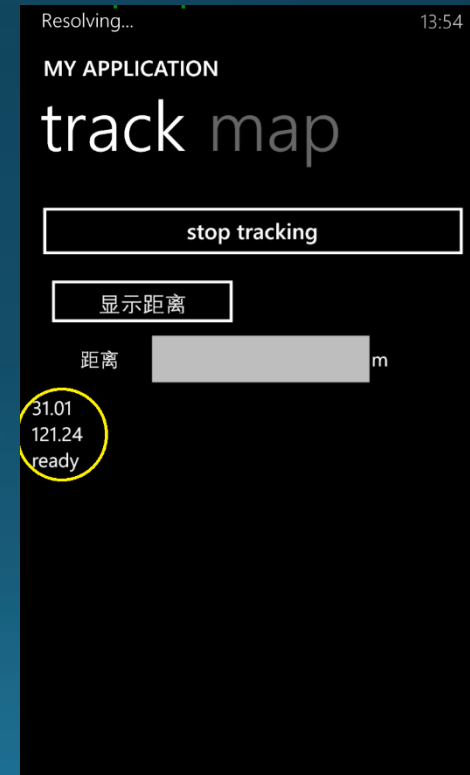 Resolving... 13:54
MY APPLICATION
track map
stop tracking
显示距离
距离 m
31.01
121.24
ready